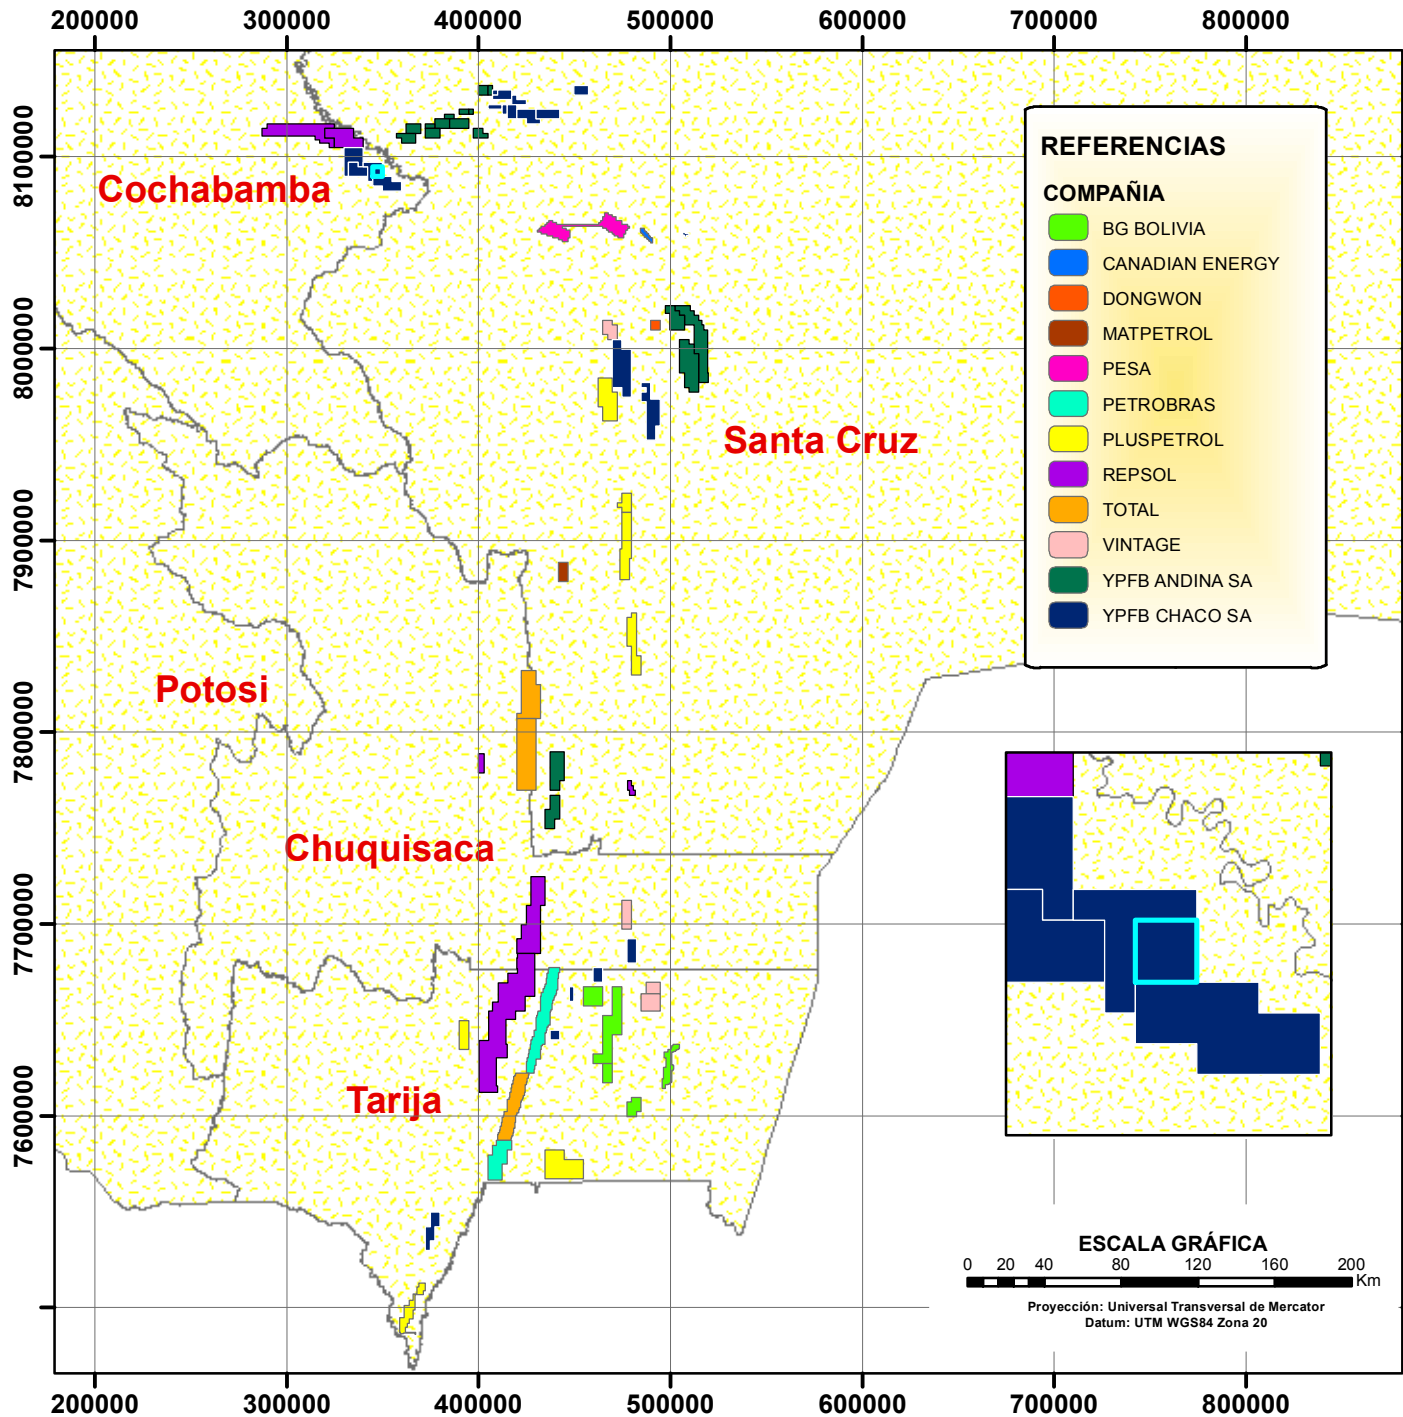 200000 300000 400000 500000 600000 700000 800000
8100000
8000000
7900000
7800000
7700000
7600000
Cochabamba
Santa Cruz
Potosi
Chuquisaca
Tarija
REFERENCIAS
COMPAÑIA
BG BOLIVIA
CANADIAN ENERGY
DONGWON
MATPETROL
PESA
PETROBRAS
PLUSPETROL
REPSOL
TOTAL
VINTAGE
YPFB ANDINA SA
YPFB CHACO SA
ESCALA GRÁFICA
0 20 40 80 120 160 200
Km
Proyección: Universal Transversal de Mercator
Datum: UTM WGS84 Zona 20
200000 300000 400000 500000 600000 700000 800000